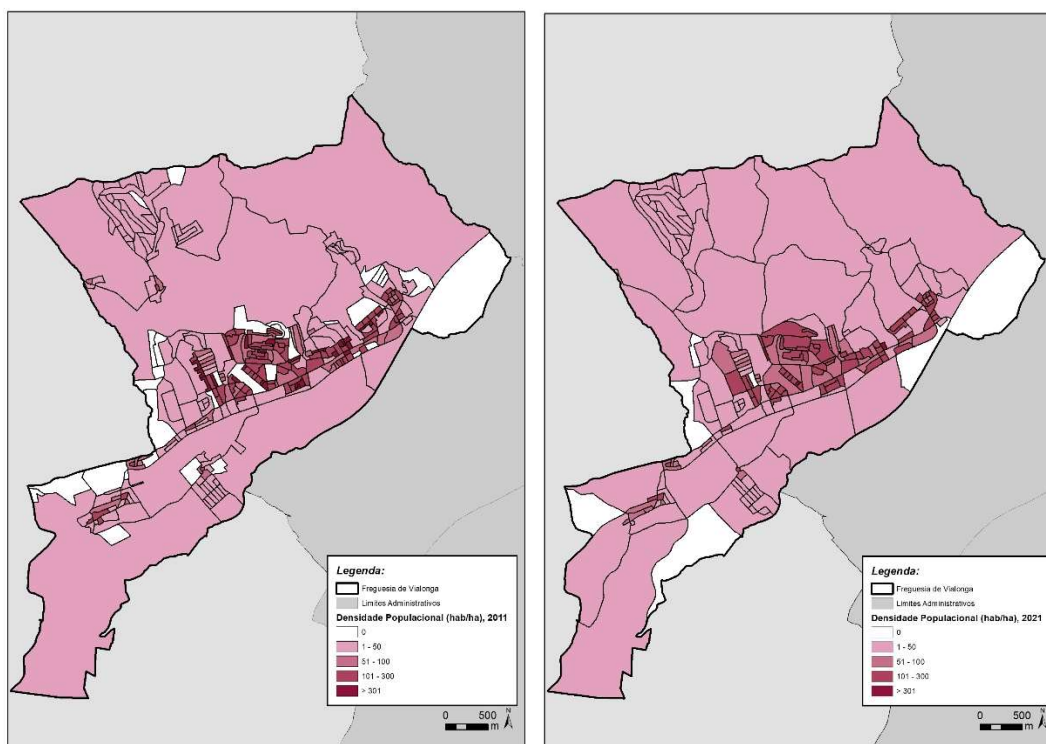 Legenda:
Freguesia de Vialonga
Limites Administrativos
Densidade Populacional (hab/ha), 2011
0
1 - 50
51 - 100
101 - 300
> 301
0 500
m
N
Legenda:
Freguesia de Vialonga
Limites Administrativos
Densidade Populacional (hab/ha), 2021
0
1 - 50
51 - 100
101 - 300
> 301
0 500
m
N